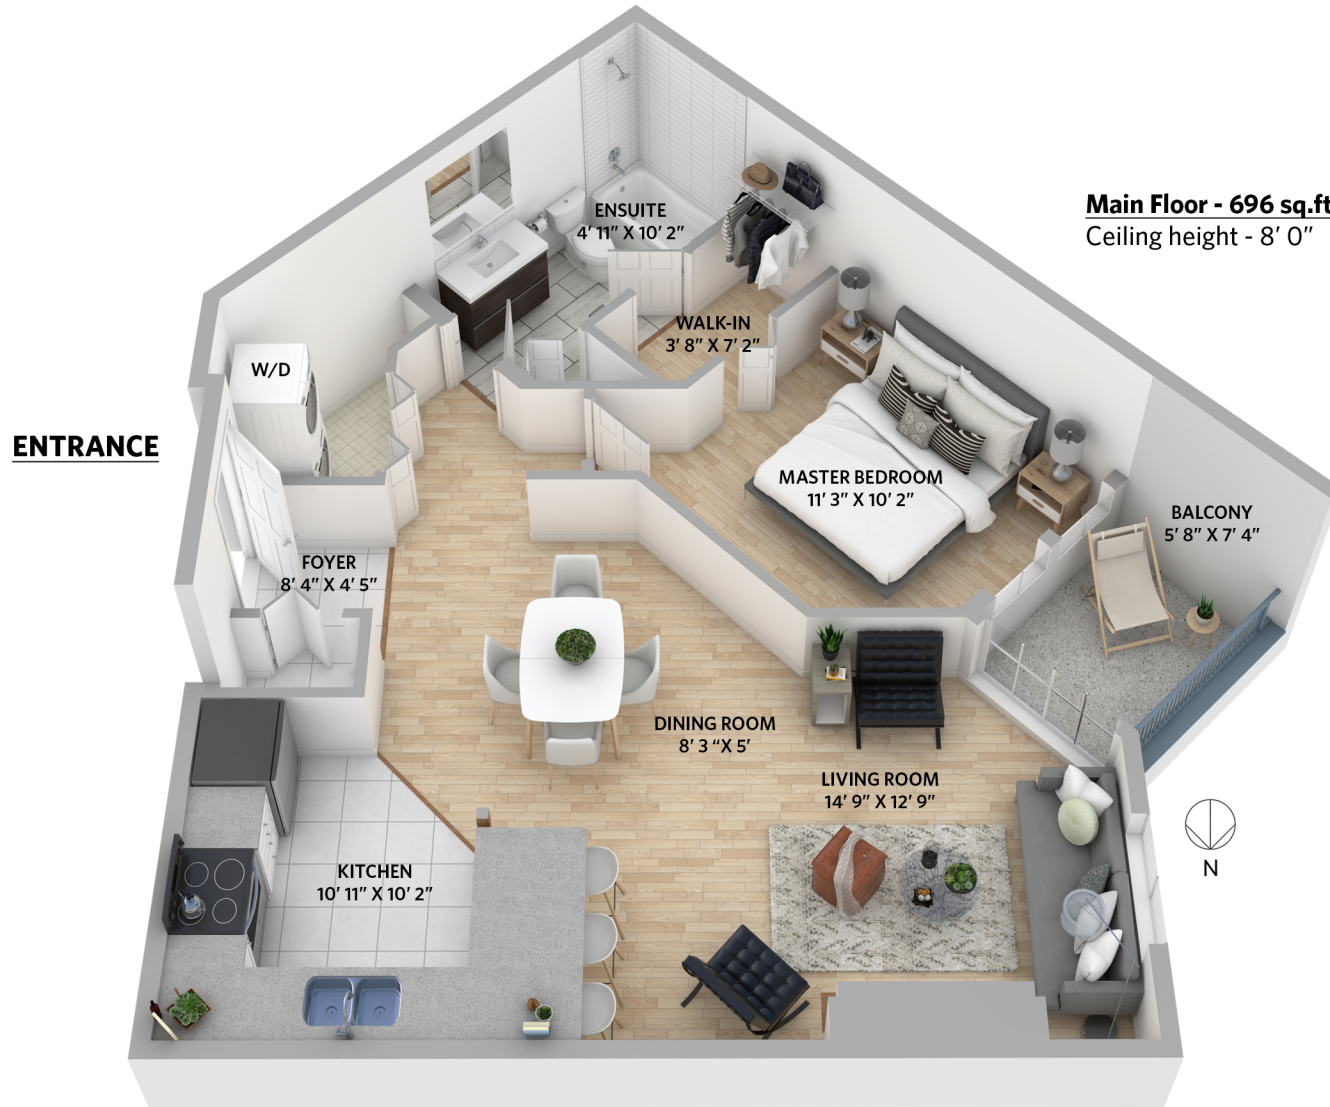 Main Floor - 696 sq.ft
Ceiling height - 8’ 0”
ENSUITE
4’ 11” X 10’ 2”
WALK-IN
3’ 8” X 7’ 2”
W/D
ENTRANCE
MASTER BEDROOM
11’ 3” X 10’ 2”
BALCONY
5’ 8” X 7’ 4”
FOYER
8’ 4” X 4’ 5”
DINING ROOM
8’ 3 “X 5’
LIVING ROOM
14’ 9” X 12’ 9”
KITCHEN
10’ 11” X 10’ 2”
N